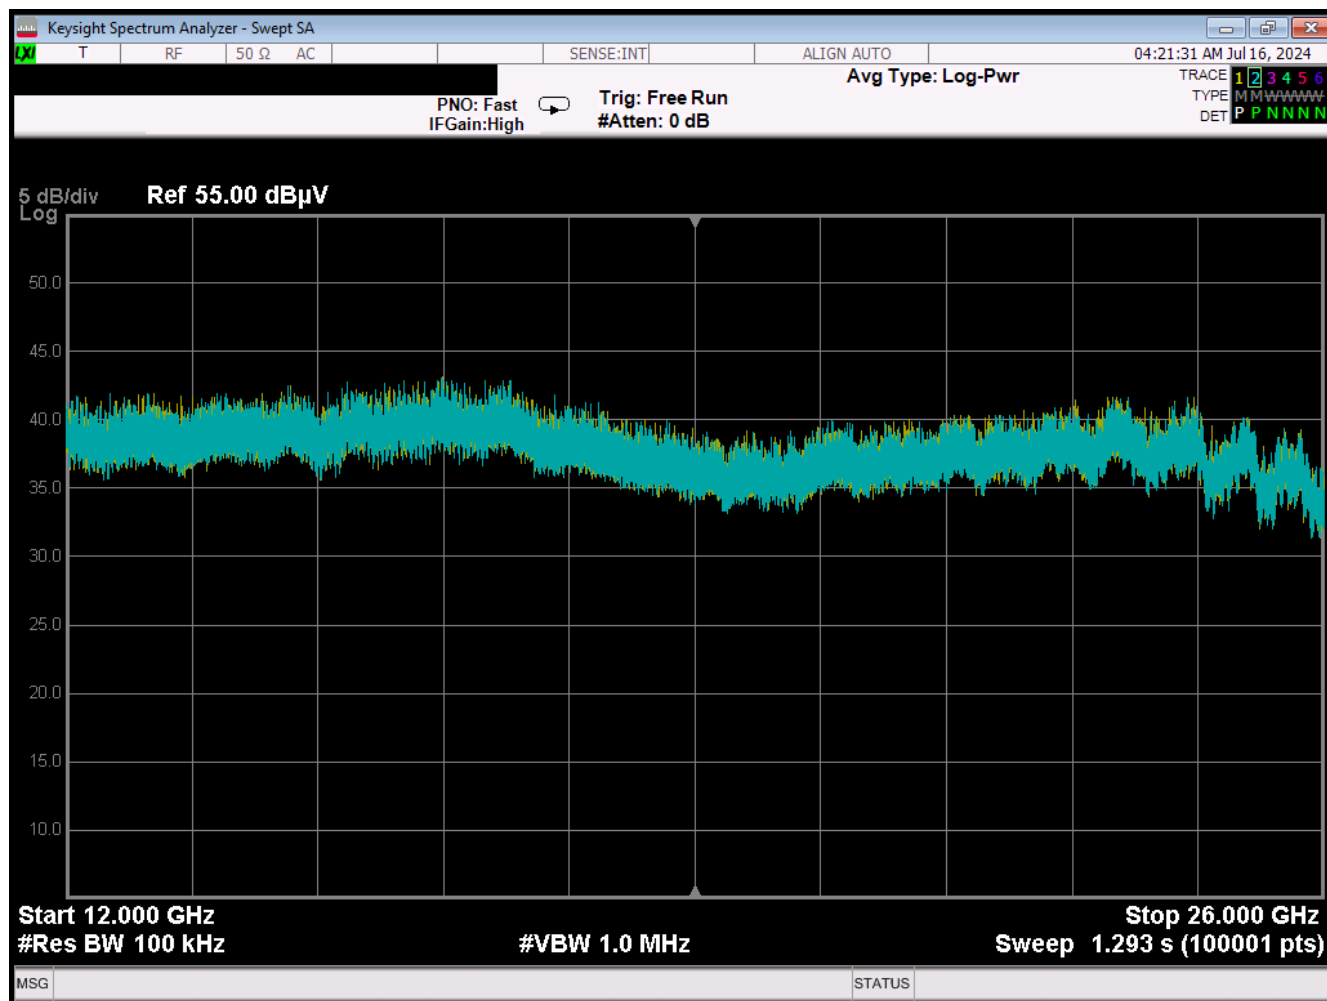 Keysight Spectrum Analyzer - Swept SA
LXI T RF 50 Ω AC SENSE:INT ALIGN AUTO 04:21:31 AM Jul 16, 2024
Avg Type: Log-Pwr TRACE 1 2 3 4 5 6
PNO: Fast Trig: Free Run TYPE M M W W W W
IFGain:High #Atten: 0 dB DET P P N N N N
5 dB/div Ref 55.00 dBµV
Log
50.0
45.0
40.0
35.0
30.0
25.0
20.0
15.0
10.0
Start 12.000 GHz Stop 26.000 GHz
#Res BW 100 kHz #VBW 1.0 MHz Sweep 1.293 s (100001 pts)
MSG STATUS